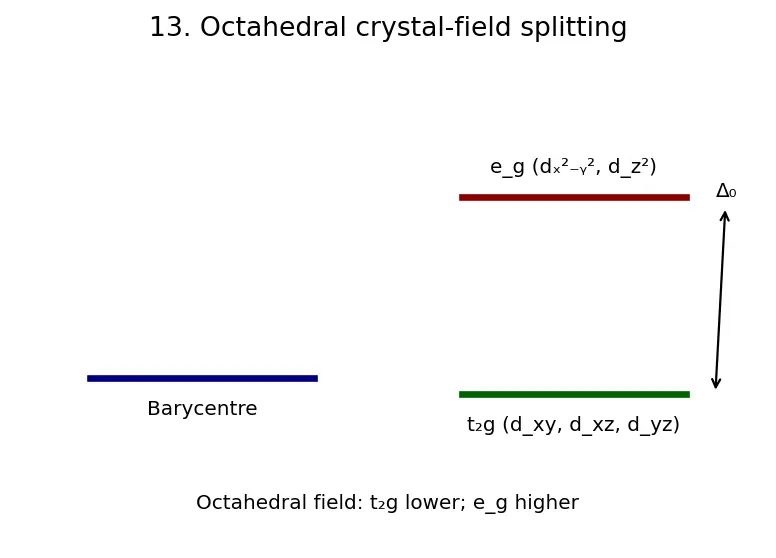 13. Octahedral crystal-field splitting
e_g (dₓ²₋ᵧ², d_z²)
Δ₀
Barycentre
t₂g (d_xy, d_xz, d_yz)
Octahedral field: t₂g lower; e_g higher